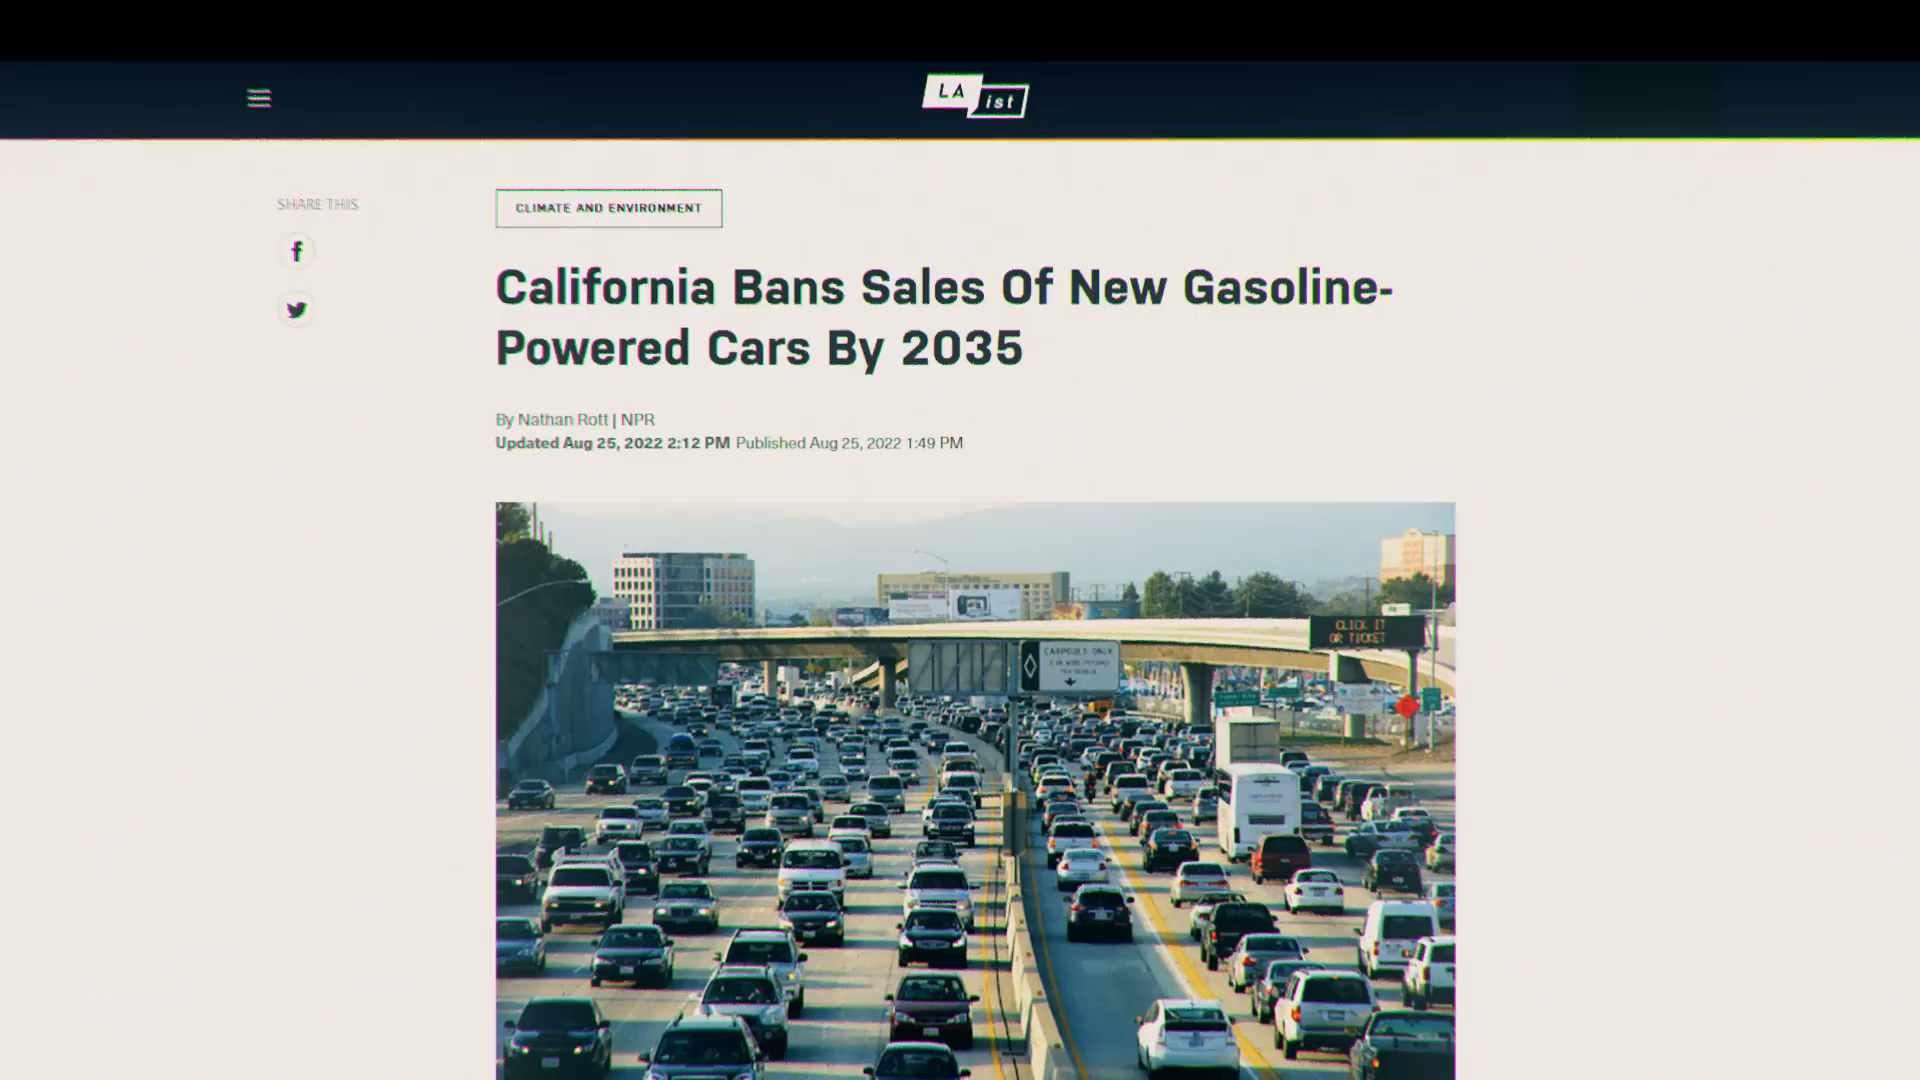 LA
ist
SHARE THIS
CLIMATE AND ENVIRONMENT
California Bans Sales Of New Gasoline-
Powered Cars By 2035
By Nathan Rott | NPR
Updated Aug 25, 2022 2:12 PM Published Aug 25, 2022 1:49 PM
CLICK IT
OR TICKET
CARPOOLS ONLY